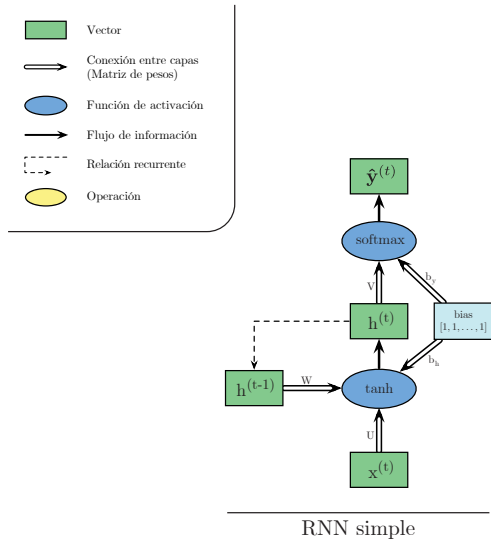 Vector
Conexión entre capas
(Matriz de pesos)
Función de activación
Flujo de información
Relación recurrente
Operación
ŷ^(t)
softmax
b_y
V
h^(t)
bias
[1, 1, . . . , 1]
b_h
h^(t-1)
W
tanh
U
x^(t)
RNN simple